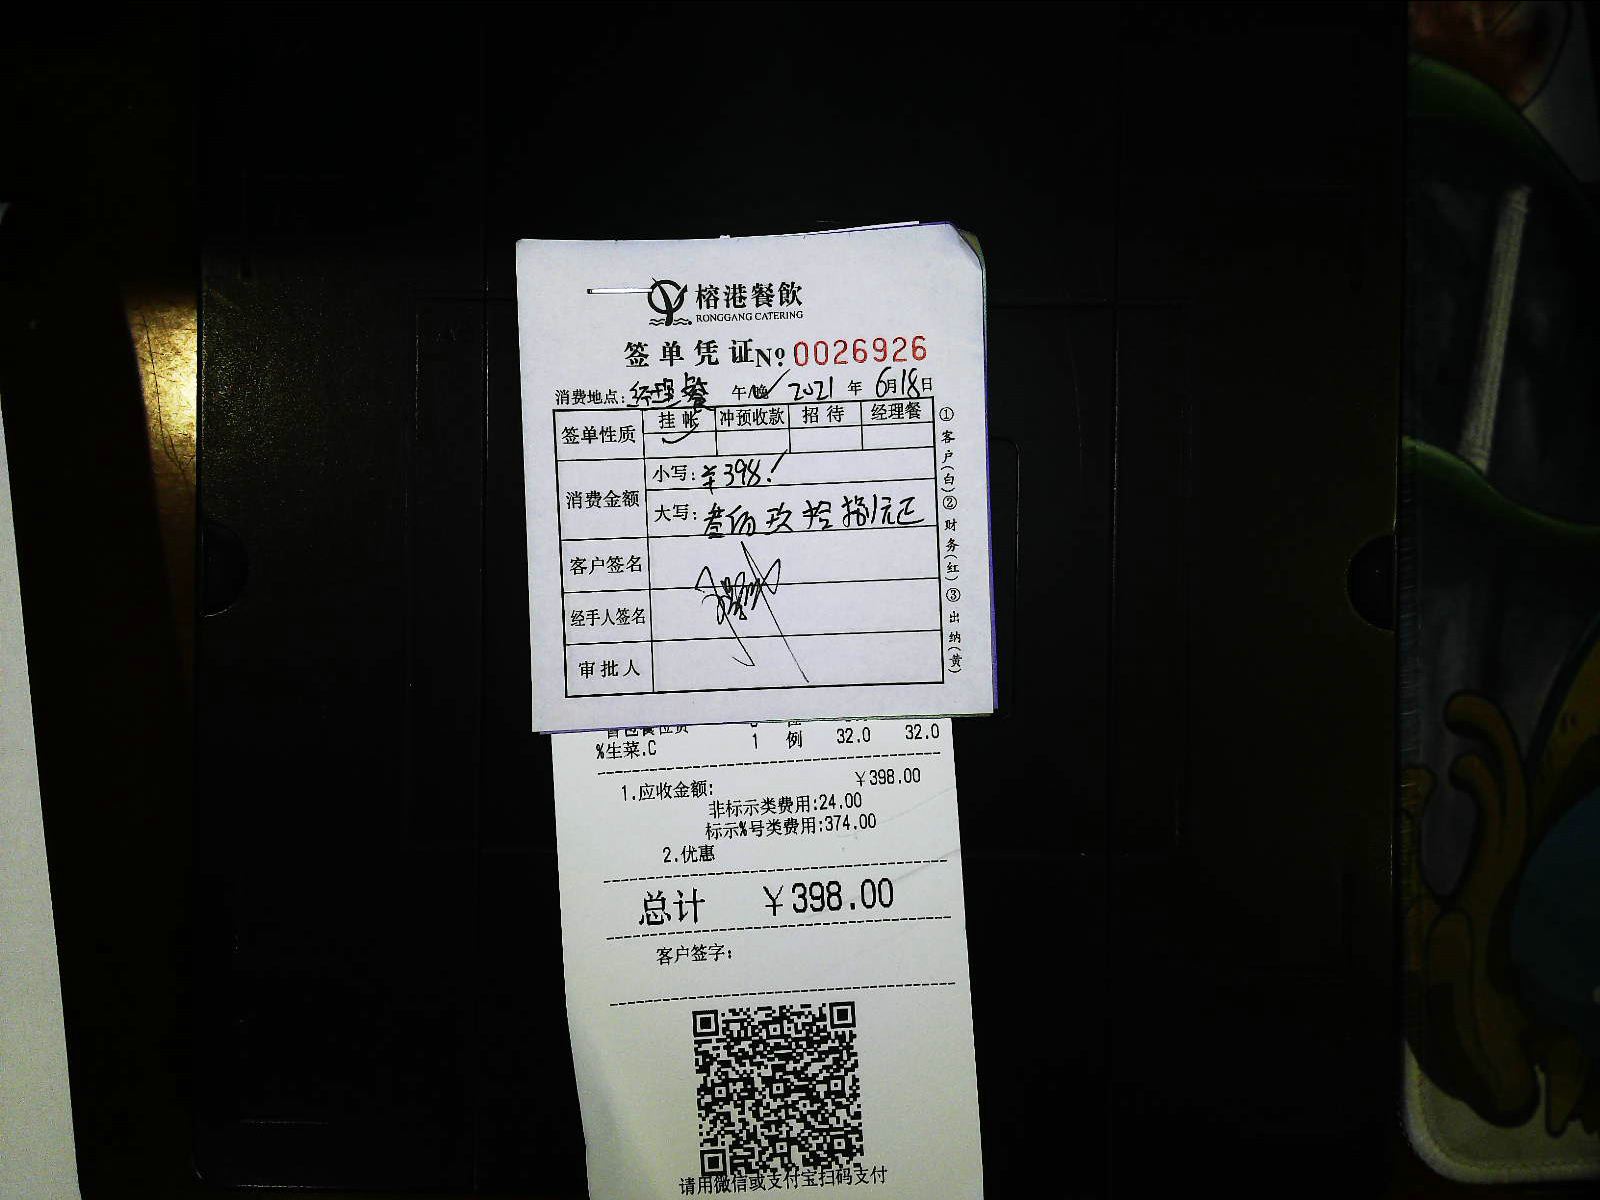 榕港餐飲
RONGGANG CATERING
签单凭证 No 0026926
消费地点: 经理餐 午/晚✓ 2021年6月18日
签单性质 挂帐 冲预收款 招待 经理餐
消费金额
小写: ¥398.
大写: 叁佰玖拾捌元正
客户签名
经手人签名
审批人
①客户(白)②财务(红)③出纳(黄)
%生菜.C 1 例 32.0 32.0
1.应收金额: ¥398.00
非标示类费用:24.00
标示%号类费用:374.00
2.优惠
总计 ¥398.00
客户签字:
请用微信或支付宝扫码支付